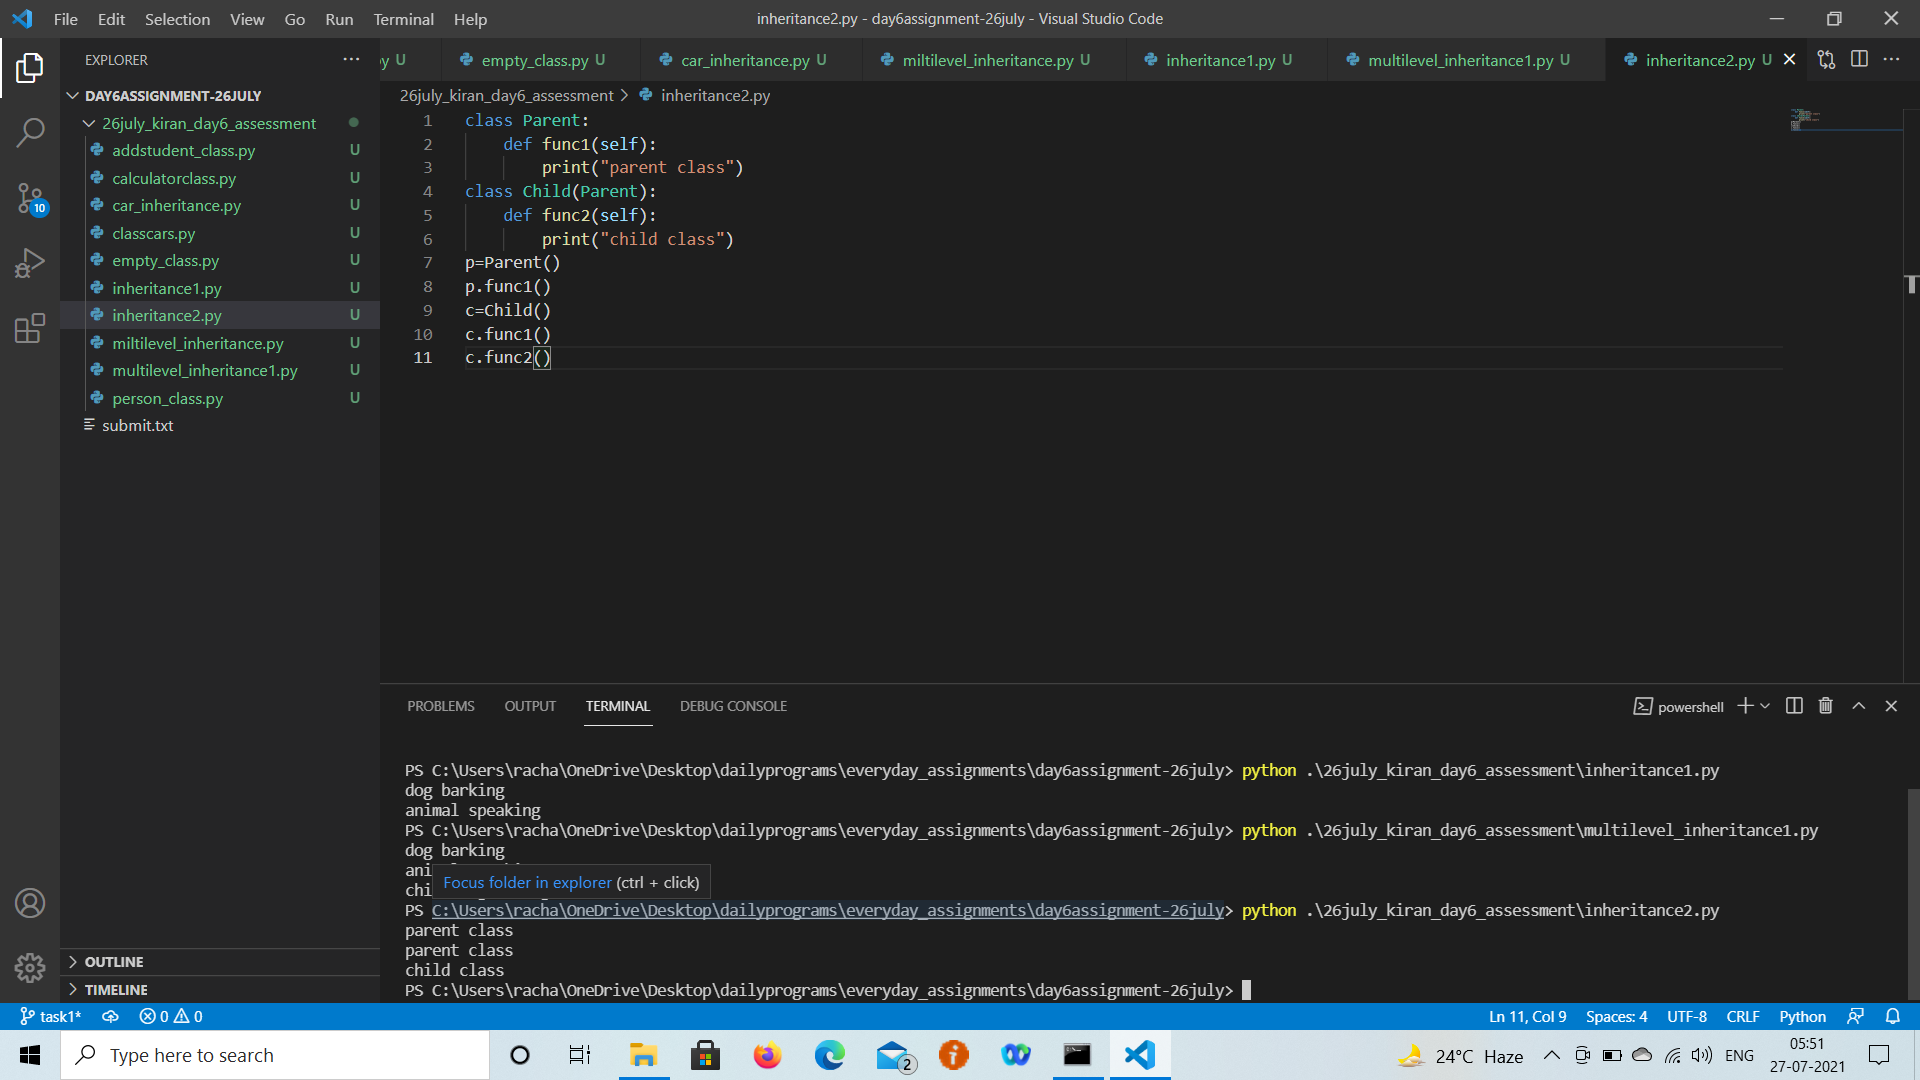 File Edit Selection View Go Run Terminal Help
inheritance2.py - day6assignment-26july - Visual Studio Code
EXPLORER
DAY6ASSIGNMENT-26JULY
26july_kiran_day6_assessment
addstudent_class.py U
calculatorclass.py U
car_inheritance.py U
classcars.py U
empty_class.py U
inheritance1.py U
inheritance2.py U
miltilevel_inheritance.py U
multilevel_inheritance1.py U
person_class.py U
submit.txt
OUTLINE
TIMELINE
10
y U empty_class.py U car_inheritance.py U miltilevel_inheritance.py U inheritance1.py U multilevel_inheritance1.py U inheritance2.py U
26july_kiran_day6_assessment > inheritance2.py
1 class Parent:
2 def func1(self):
3 print("parent class")
4 class Child(Parent):
5 def func2(self):
6 print("child class")
7 p=Parent()
8 p.func1()
9 c=Child()
10 c.func1()
11 c.func2()
PROBLEMS OUTPUT TERMINAL DEBUG CONSOLE
powershell
PS C:\Users\racha\OneDrive\Desktop\dailyprograms\everyday_assignments\day6assignment-26july> python .\26july_kiran_day6_assessment\inheritance1.py
dog barking
animal speaking
PS C:\Users\racha\OneDrive\Desktop\dailyprograms\everyday_assignments\day6assignment-26july> python .\26july_kiran_day6_assessment\multilevel_inheritance1.py
dog barking
ani
chi
Focus folder in explorer (ctrl + click)
PS C:\Users\racha\OneDrive\Desktop\dailyprograms\everyday_assignments\day6assignment-26july> python .\26july_kiran_day6_assessment\inheritance2.py
parent class
parent class
child class
PS C:\Users\racha\OneDrive\Desktop\dailyprograms\everyday_assignments\day6assignment-26july>
task1* 0 0
Ln 11, Col 9 Spaces: 4 UTF-8 CRLF Python
Type here to search
2
24°C Haze
ENG
05:51
27-07-2021